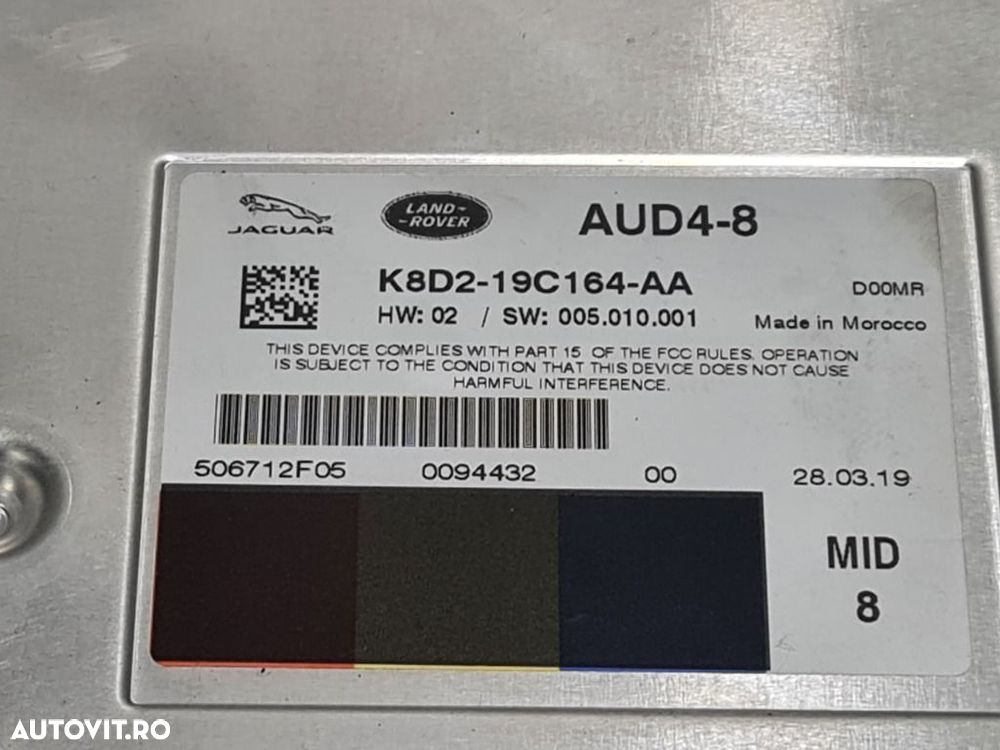 JAGUAR
LAND-
-ROVER
AUD4-8
K8D2-19C164-AA
D00MR
HW: 02 / SW: 005.010.001
Made in Morocco
THIS DEVICE COMPLIES WITH PART 15 OF THE FCC RULES. OPERATION
IS SUBJECT TO THE CONDITION THAT THIS DEVICE DOES NOT CAUSE
HARMFUL INTERFERENCE.
506712F05 0094432 00 28.03.19
MID
8
AUTOVIT.RO